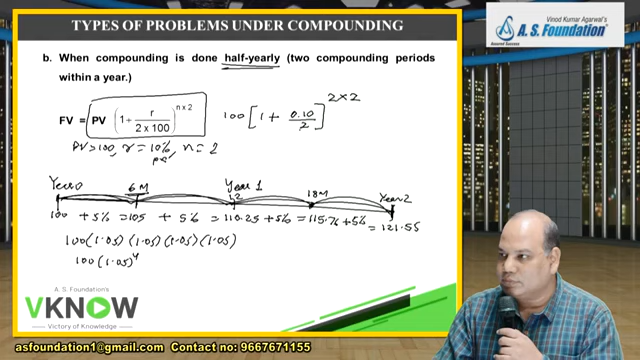 TYPES OF PROBLEMS UNDER COMPOUNDING
Vinod Kumar Agarwal's
A. S. Foundation®
Assured Success
b. When compounding is done half-yearly (two compounding periods
within a year.)
FV = PV (1 + r / 2 x 100)^n x 2
100 [1 + 0.10 / 2]^2 x 2
PV = 100, r = 10% n = 2
Year 0 6M Year 1 18M Year 2
12
100 + 5% = 105 + 5% = 110.25 + 5% = 115.76 + 5% = 121.55
100 (1.05) (1.05) (1.05) (1.05)
100 (1.05)^4
A. S. Foundation's
VKNOW
Victory of Knowledge
asfoundation1@gmail.com Contact no: 9667671155